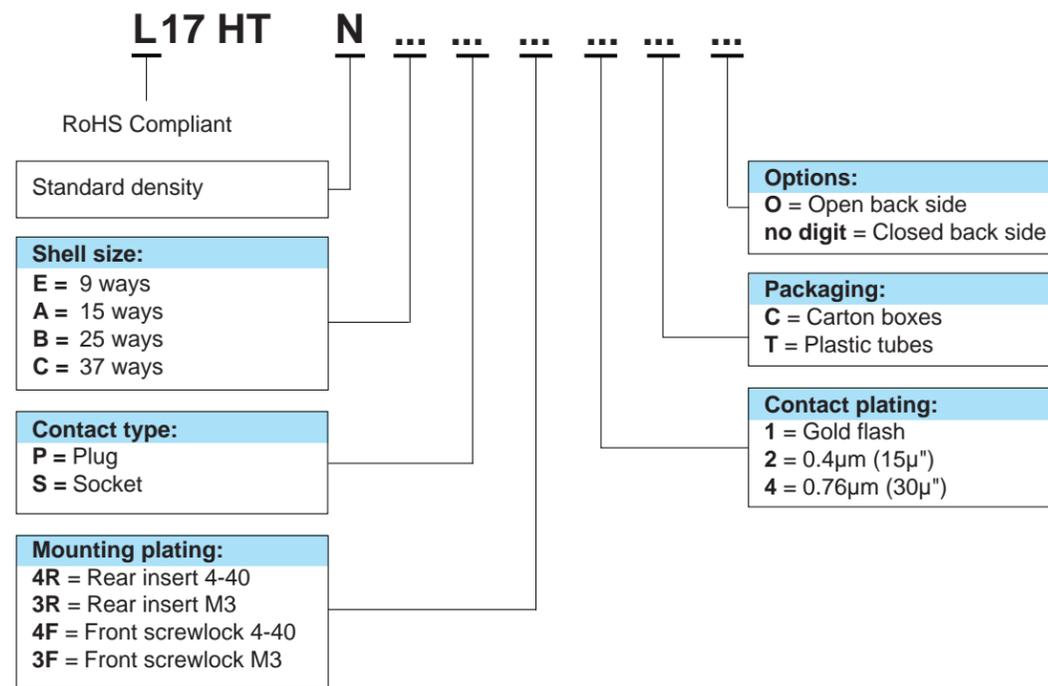 L17 HT N ... ... ... ... ... ...
RoHS Compliant
Standard density
Shell size:
E = 9 ways
A = 15 ways
B = 25 ways
C = 37 ways
Contact type:
P = Plug
S = Socket
Mounting plating:
4R = Rear insert 4-40
3R = Rear insert M3
4F = Front screwlock 4-40
3F = Front screwlock M3
Options:
O = Open back side
no digit = Closed back side
Packaging:
C = Carton boxes
T = Plastic tubes
Contact plating:
1 = Gold flash
2 = 0.4µm (15µ")
4 = 0.76µm (30µ")